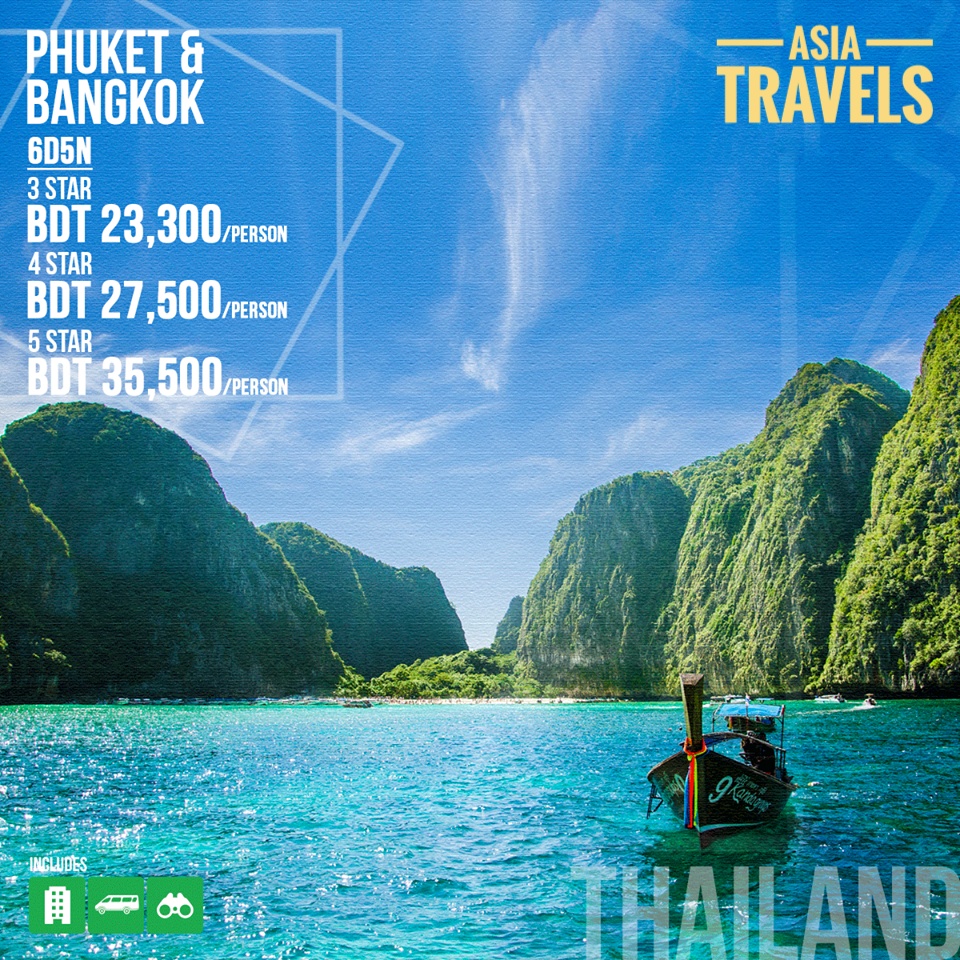 PHUKET &
BANGKOK
6D5N
3 STAR
BDT 23,300/PERSON
4 STAR
BDT 27,500/PERSON
5 STAR
BDT 35,500/PERSON
ASIA
TRAVELS
INCLUDES
THAILAND